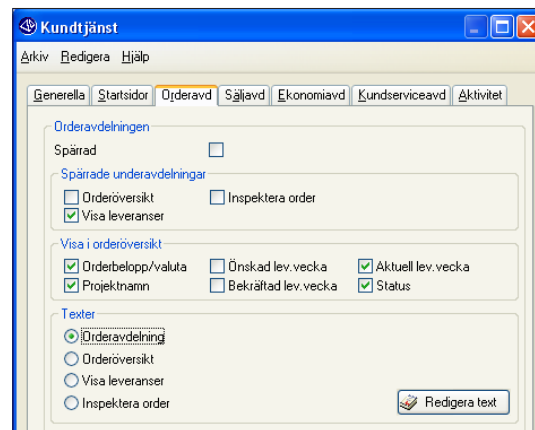 Kundtjänst
Arkiv Redigera Hjälp
Generella Startsidor Orderavd Säljavd Ekonomiavd Kundserviceavd Aktivitet
Orderavdelningen
Spärrad
Spärrade underavdelningar
Orderöversikt Inspektera order
Visa leveranser
Visa i orderöversikt
Orderbelopp/valuta Önskad lev.vecka Aktuell lev.vecka
Projektnamn Bekräftad lev.vecka Status
Texter
Orderavdelning
Orderöversikt
Visa leveranser
Inspektera order Redigera text